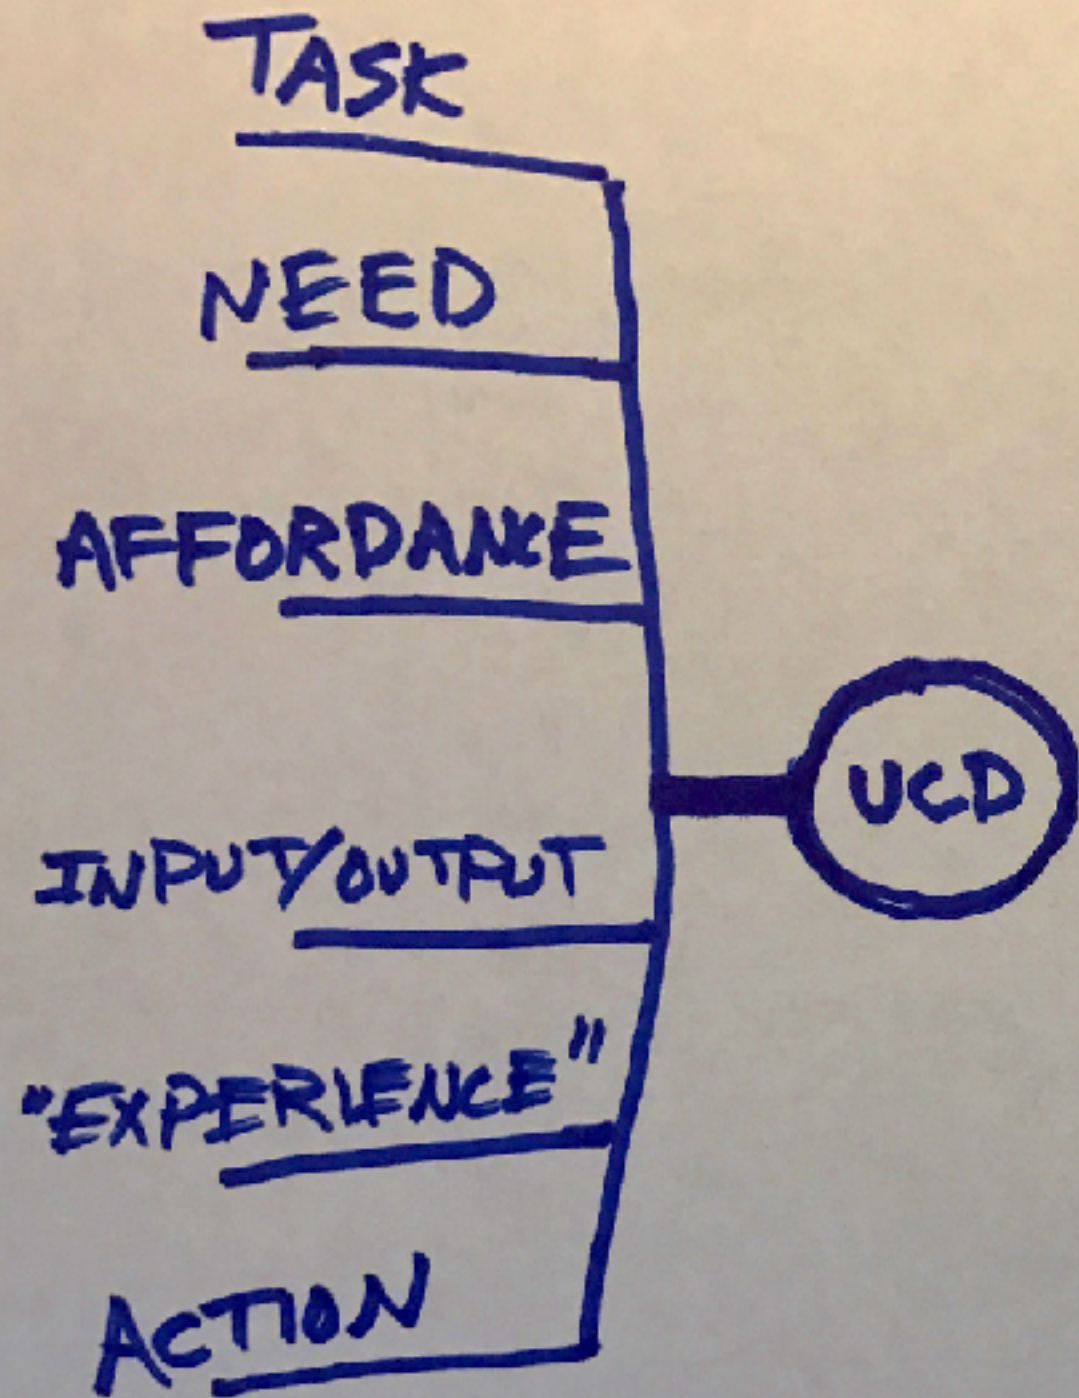 TASK
NEED
AFFORDANCE
UCD
INPUT/OUTPUT
"EXPERIENCE"
ACTION